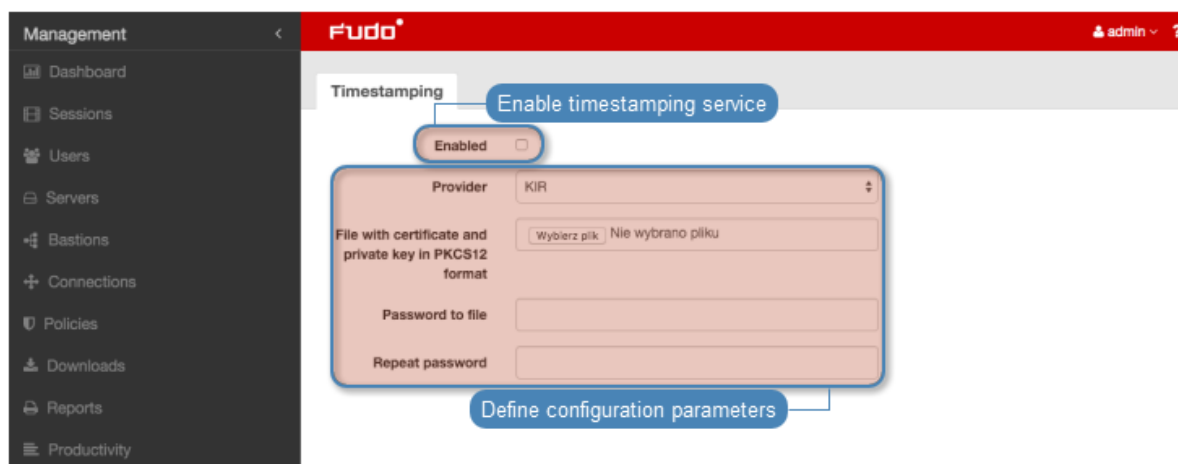 Management
FUDO
admin
?
Dashboard
Timestamping
Enable timestamping service
Sessions
Enabled
Users
Provider
KIR
Servers
File with certificate and
private key in PKCS12
format
Wybierz plik Nie wybrano pliku
Bastions
Connections
Password to file
Policies
Repeat password
Downloads
Define configuration parameters
Reports
Productivity